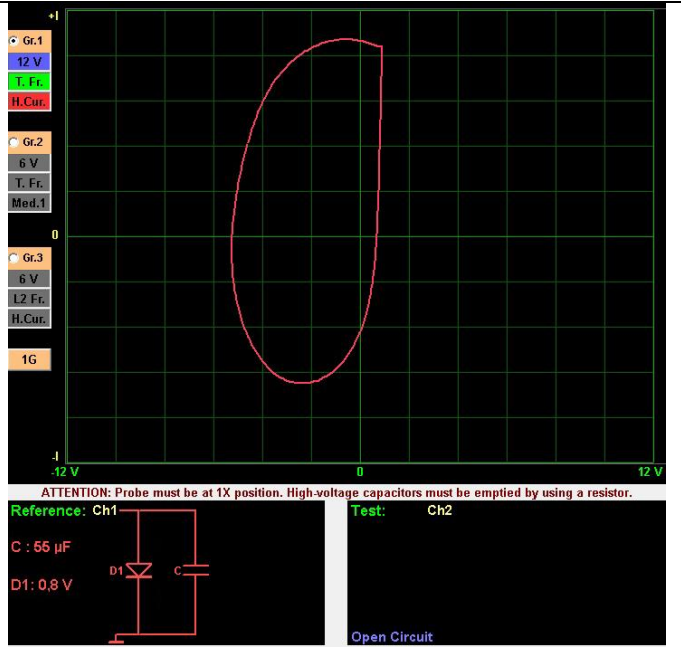 +I
Gr.1
12 V
T. Fr.
H.Cur.
Gr.2
6 V
T. Fr.
Med.1
0
Gr.3
6 V
L2 Fr.
H.Cur.
1G
-I
-12 V 0 12 V
ATTENTION: Probe must be at 1X position. High-voltage capacitors must be emptied by using a resistor.
Reference: Ch1
C : 55 µF
D1: 0,8 V
D1 C
Test: Ch2
Open Circuit